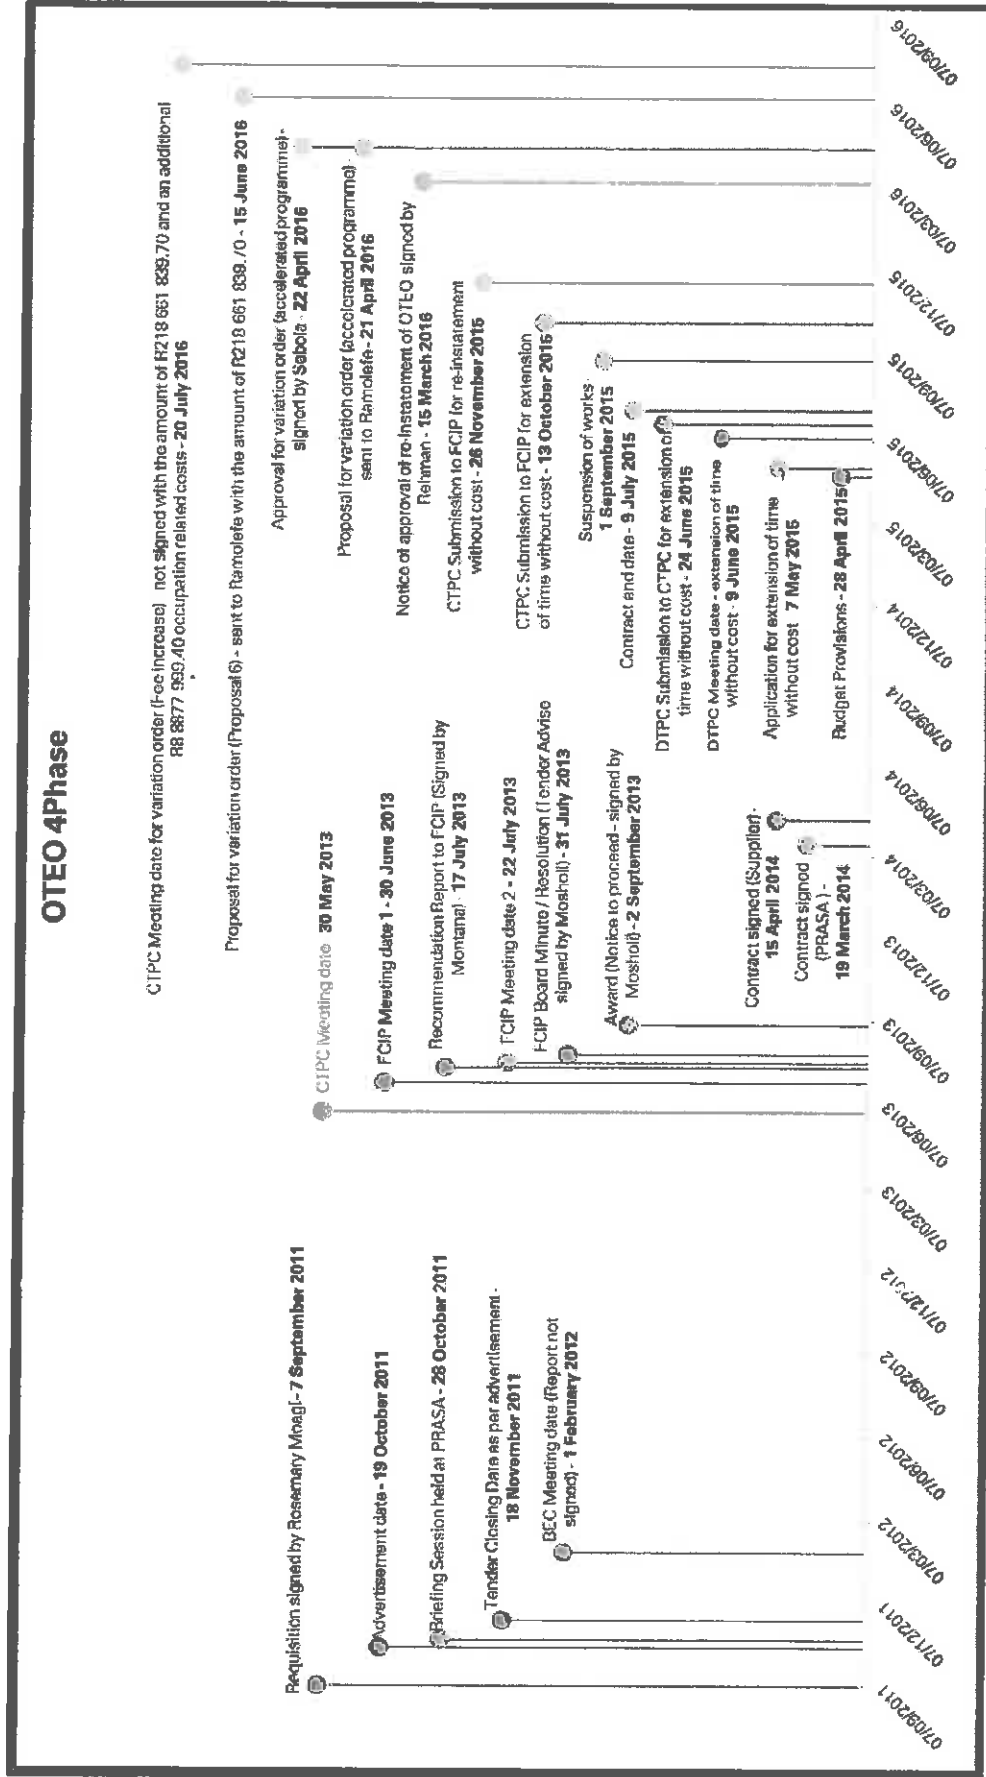 OTEO 4Phase
CTPC Meeting date for variation order (Fee increase) not signed with the amount of R218 661 839.70 and an additional
R8 8877 999.40 occupation related costs - 20 July 2016
Proposal for variation order (Proposal 6) - sent to Ramolefe with the amount of R218 661 839.70 - 15 June 2016
Approval for variation order (accelerated programme) -
signed by Sebola - 22 April 2016
Proposal for variation order (accelerated programme) -
sent to Ramolefe - 21 April 2016
Notice of approval of re-instatement of OTEO signed by
Rehman - 15 March 2016
CTPC Submission to FCIP for re-instatement
without cost - 26 November 2015
CTPC Submission to FCIP for extension
of time without cost - 13 October 2015
Suspension of works -
1 September 2015
Contract end date - 9 July 2015
DTPC Submission to CTPC for extension of
time without cost - 24 June 2015
DTPC Meeting date - extension of time
without cost - 9 June 2015
Application for extension of time
without cost 7 May 2015
Budget Provisions - 28 April 2015
CTPC Meeting date 30 May 2013
FCIP Meeting date 1 - 30 June 2013
Recommendation Report to FCIP (Signed by
Montana) - 17 July 2013
FCIP Meeting date 2 - 22 July 2013
FCIP Board Minute / Resolution (Tender Advise
signed by Mosholi) - 31 July 2013
Award (Notice to proceed - signed by
Mosholi) - 2 September 2013
Contract signed (Supplier) -
15 April 2014
Contract signed
(PRASA) -
19 March 2014
Requisition signed by Rosemary - 7 September 2011
Advertisement date - 19 October 2011
Briefing Session held at PRASA - 28 October 2011
Tender Closing Date as per advertisement -
18 November 2011
BEC Meeting date (Report not
signed) - 1 February 2012
07/09/2011
07/12/2011
07/03/2012
07/06/2012
07/09/2012
07/12/2012
07/03/2013
07/06/2013
07/09/2013
07/12/2013
07/03/2014
07/06/2014
07/09/2014
07/12/2014
07/03/2015
07/06/2015
07/09/2015
07/12/2015
07/03/2016
07/06/2016
07/09/2016